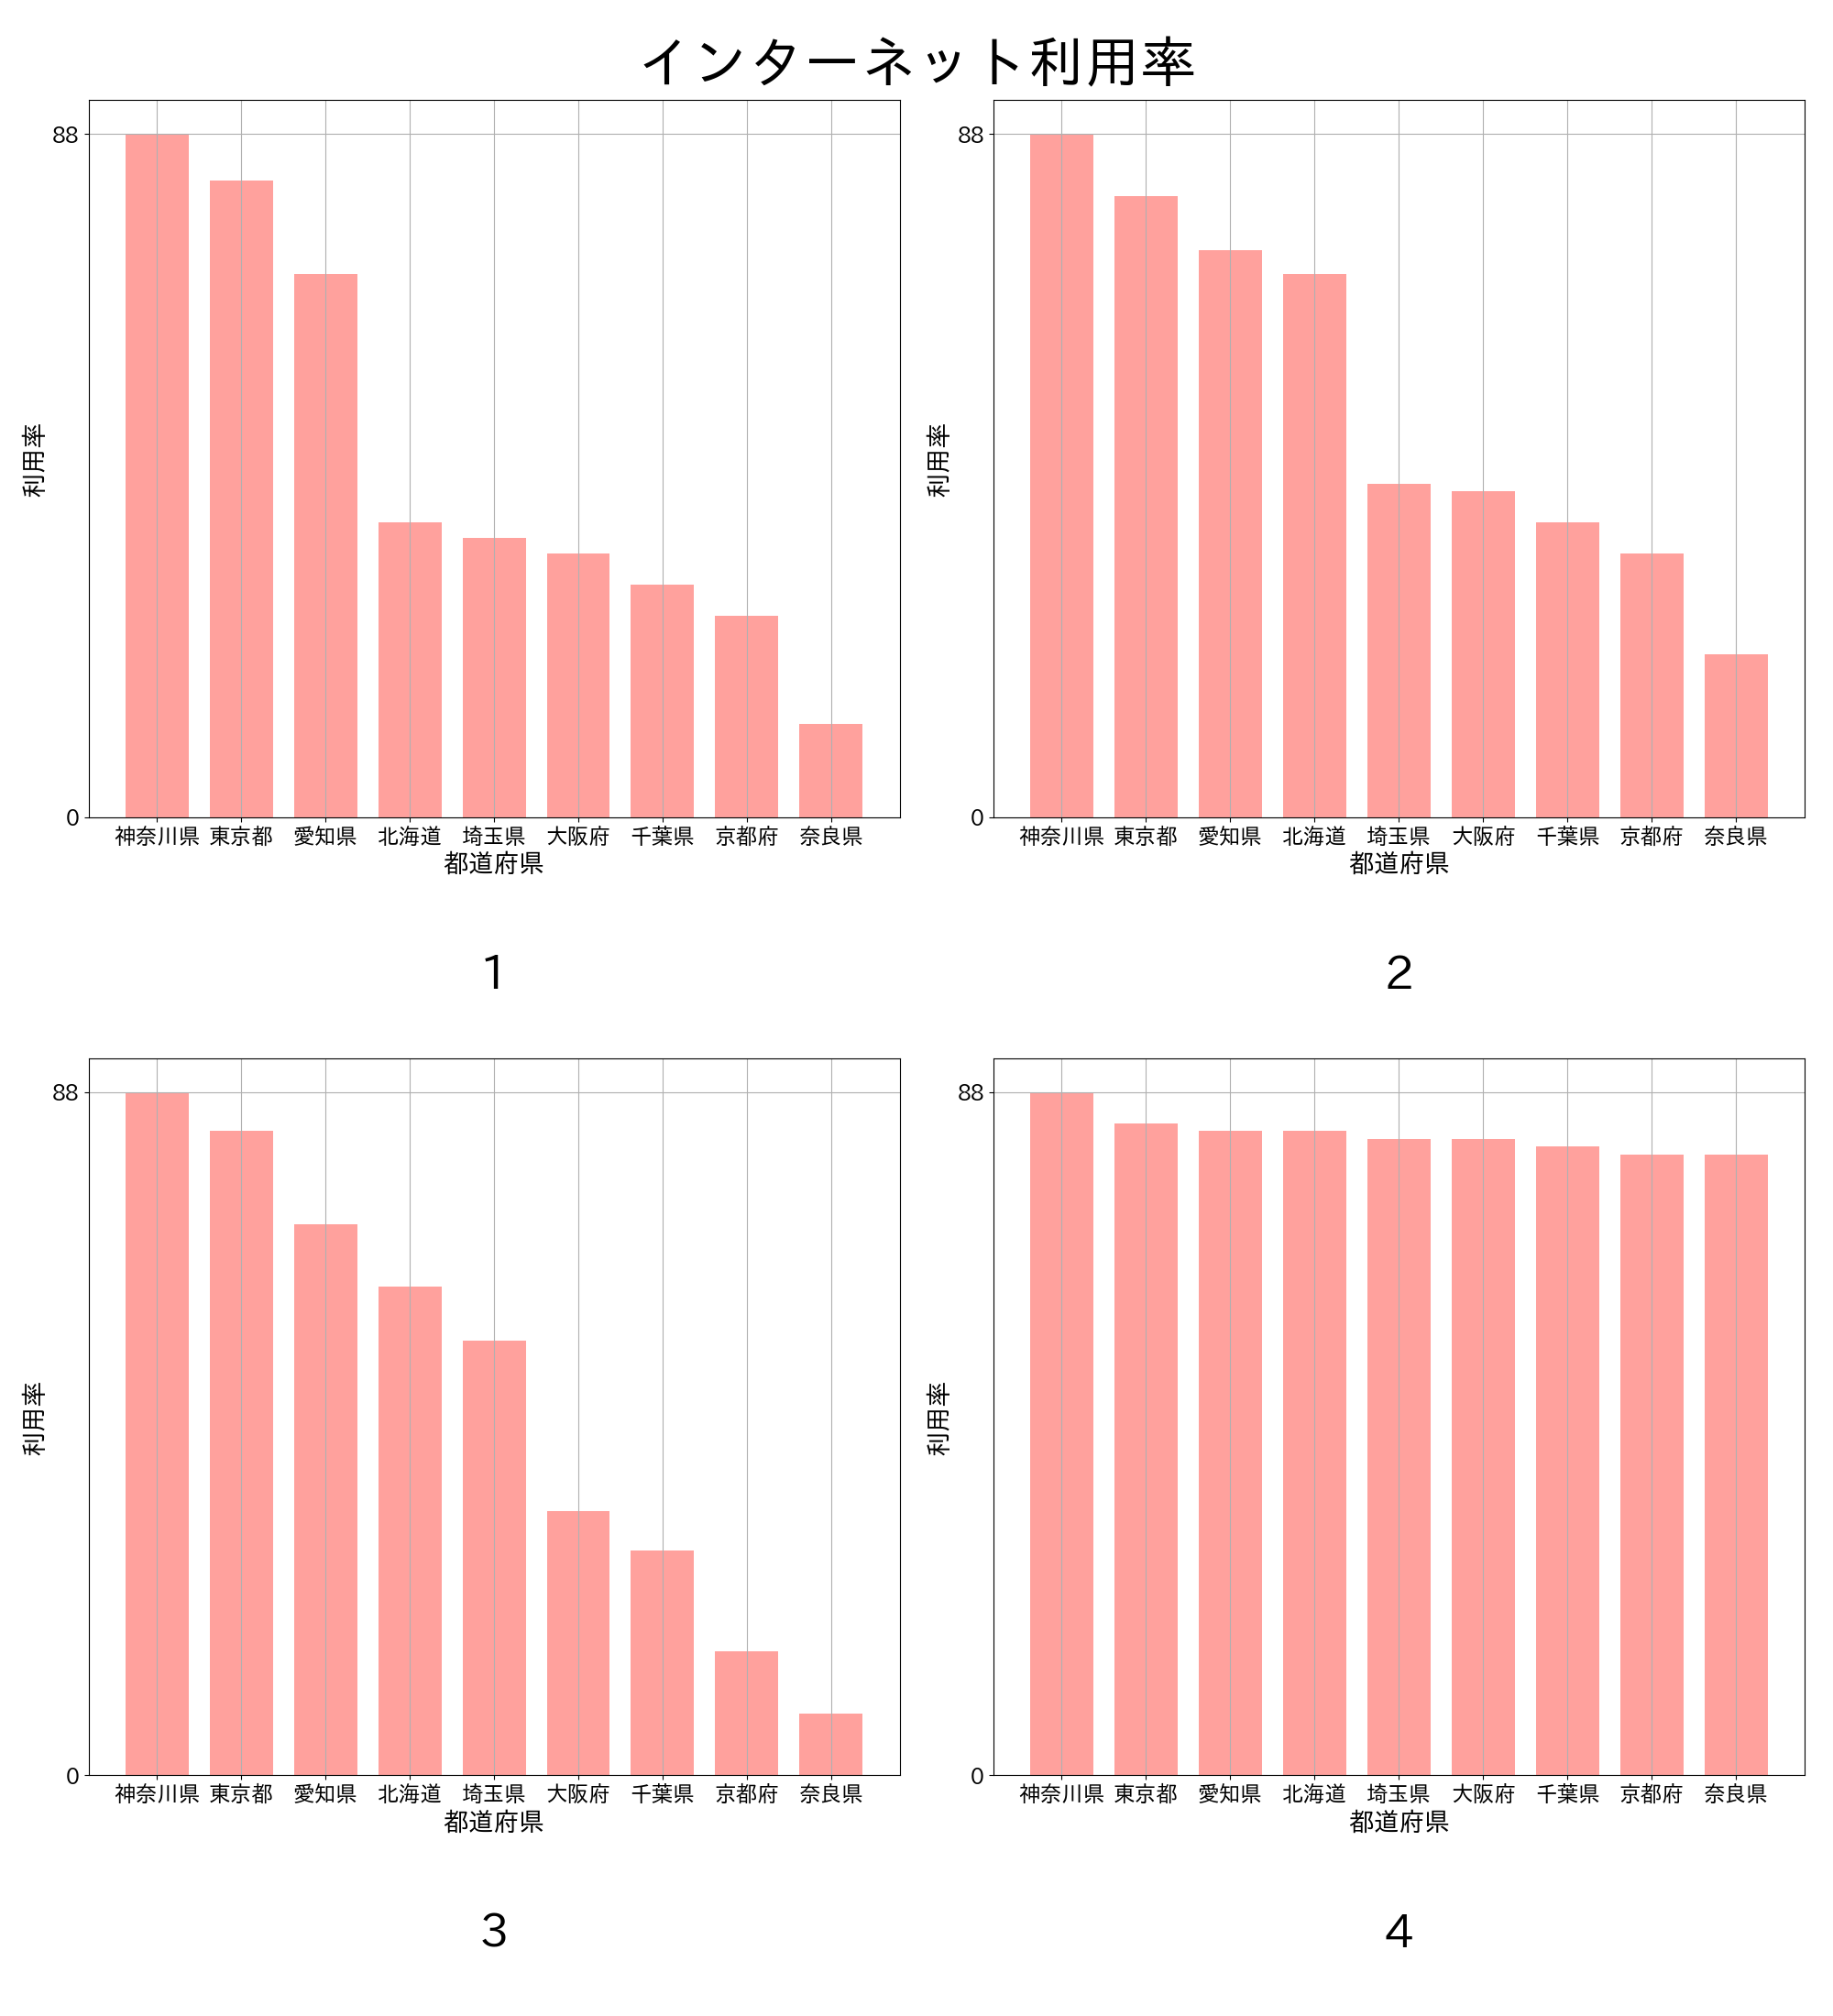 インターネット利用率
88
0
利用率
神奈川県 東京都 愛知県 北海道 埼玉県 大阪府 千葉県 京都府 奈良県
都道府県
1
88
0
利用率
神奈川県 東京都 愛知県 北海道 埼玉県 大阪府 千葉県 京都府 奈良県
都道府県
2
88
0
利用率
神奈川県 東京都 愛知県 北海道 埼玉県 大阪府 千葉県 京都府 奈良県
都道府県
3
88
0
利用率
神奈川県 東京都 愛知県 北海道 埼玉県 大阪府 千葉県 京都府 奈良県
都道府県
4